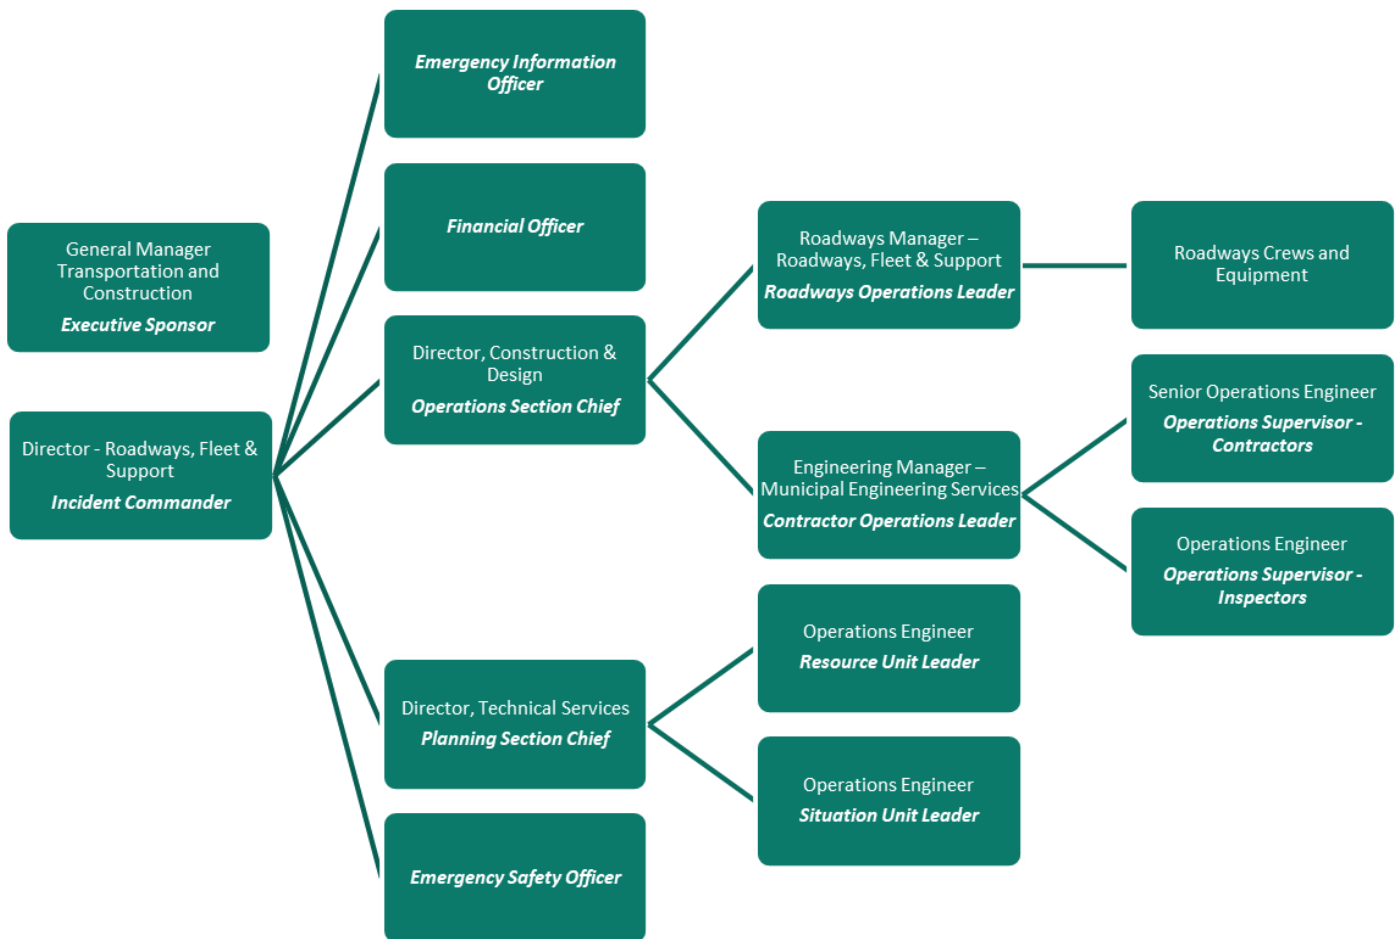 General Manager
Transportation and
Construction
Executive Sponsor
Director - Roadways, Fleet &
Support
Incident Commander
Emergency Information
Officer
Financial Officer
Director, Construction &
Design
Operations Section Chief
Director, Technical Services
Planning Section Chief
Emergency Safety Officer
Roadways Manager –
Roadways, Fleet & Support
Roadways Operations Leader
Engineering Manager –
Municipal Engineering Services
Contractor Operations Leader
Operations Engineer
Resource Unit Leader
Operations Engineer
Situation Unit Leader
Roadways Crews and
Equipment
Senior Operations Engineer
Operations Supervisor -
Contractors
Operations Engineer
Operations Supervisor -
Inspectors